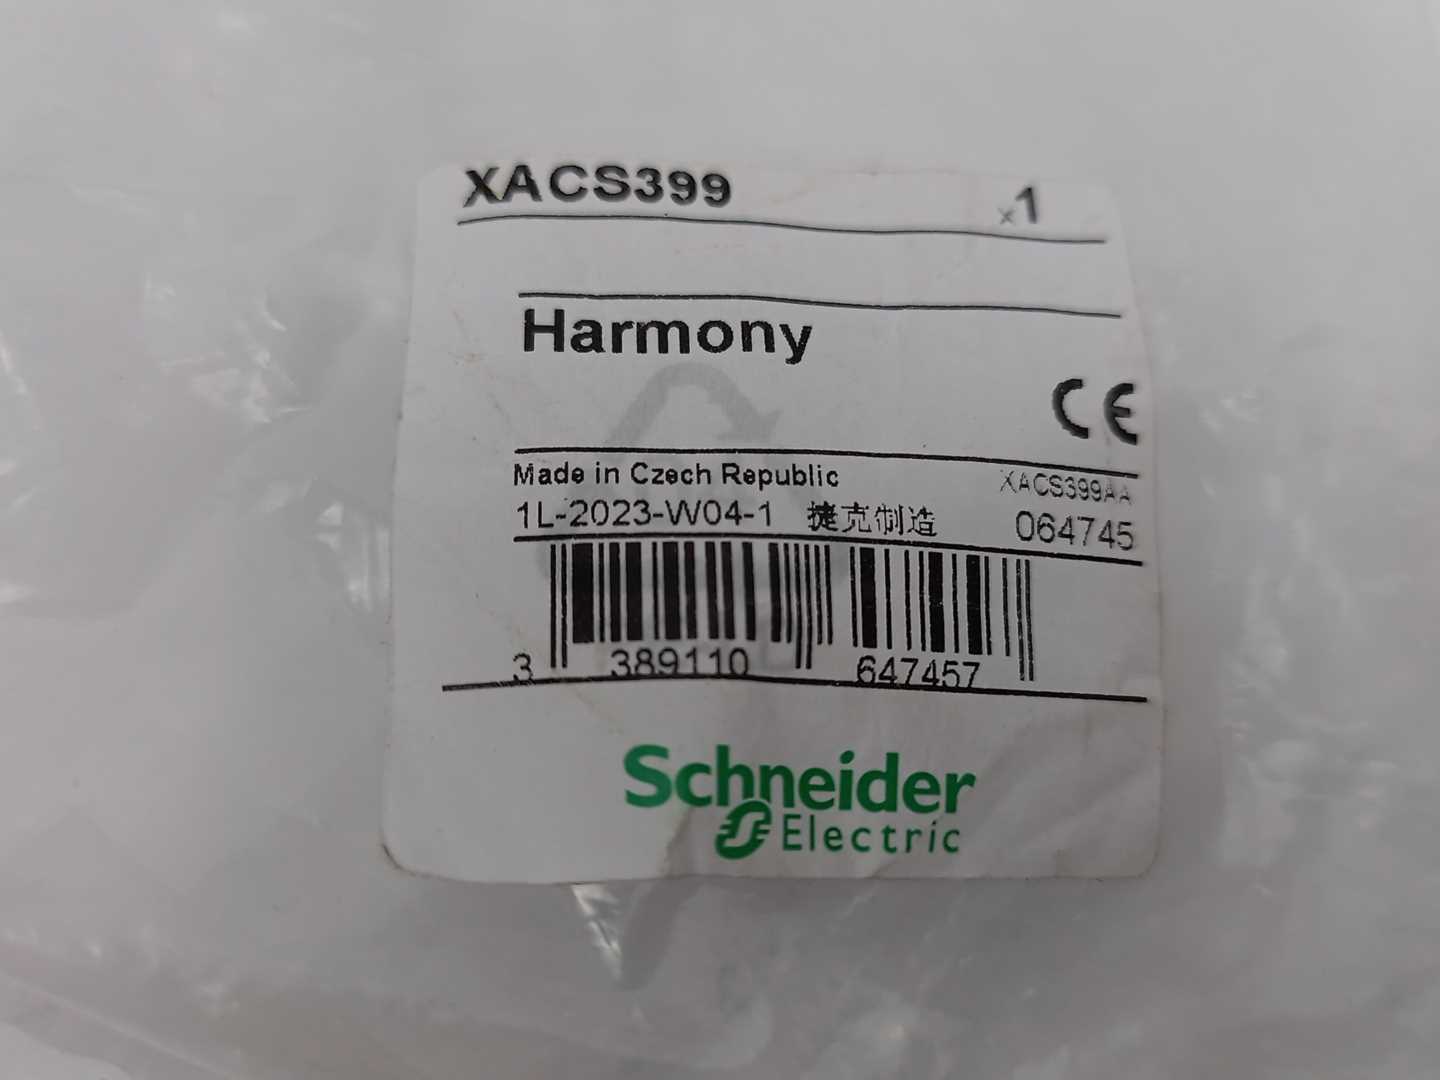 XACS399 x1
Harmony
CE
Made in Czech Republic XACS399AA
1L-2023-W04-1 捷克制造 064745
3 389110 647457
Schneider
Electric